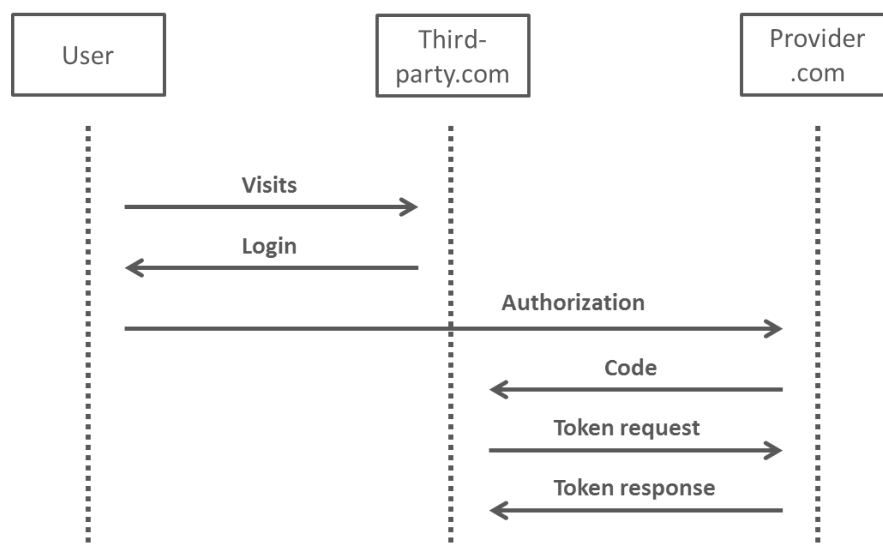 User
Third-
party.com
Provider
.com
Visits
Login
Authorization
Code
Token request
Token response